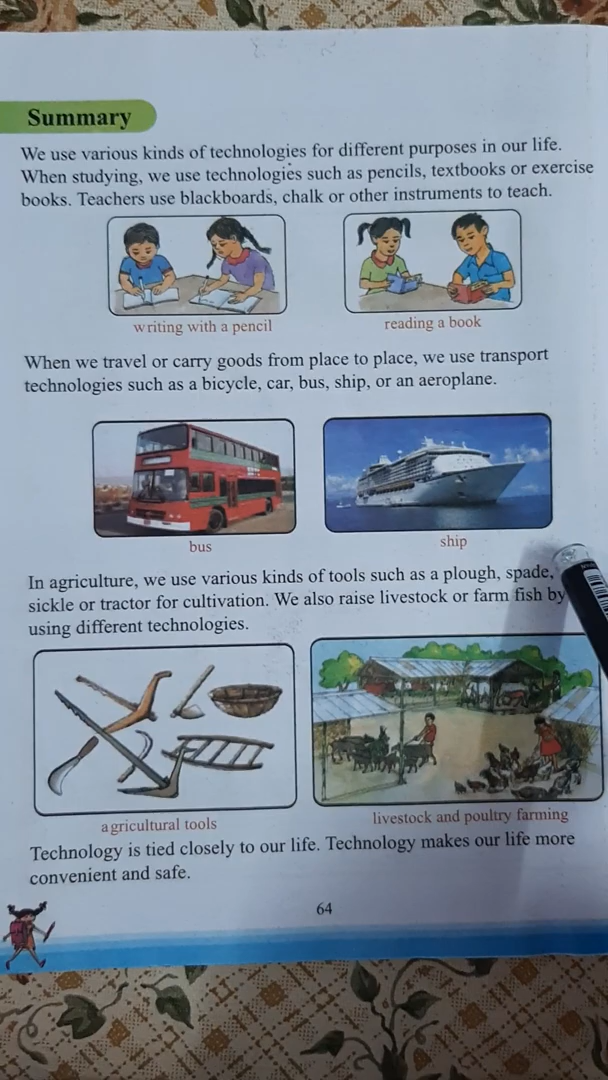 Summary
We use various kinds of technologies for different purposes in our life.
When studying, we use technologies such as pencils, textbooks or exercise
books. Teachers use blackboards, chalk or other instruments to teach.
writing with a pencil
reading a book
When we travel or carry goods from place to place, we use transport
technologies such as a bicycle, car, bus, ship, or an aeroplane.
bus
ship
In agriculture, we use various kinds of tools such as a plough, spade,
sickle or tractor for cultivation. We also raise livestock or farm fish by
using different technologies.
agricultural tools
livestock and poultry farming
Technology is tied closely to our life. Technology makes our life more
convenient and safe.
64